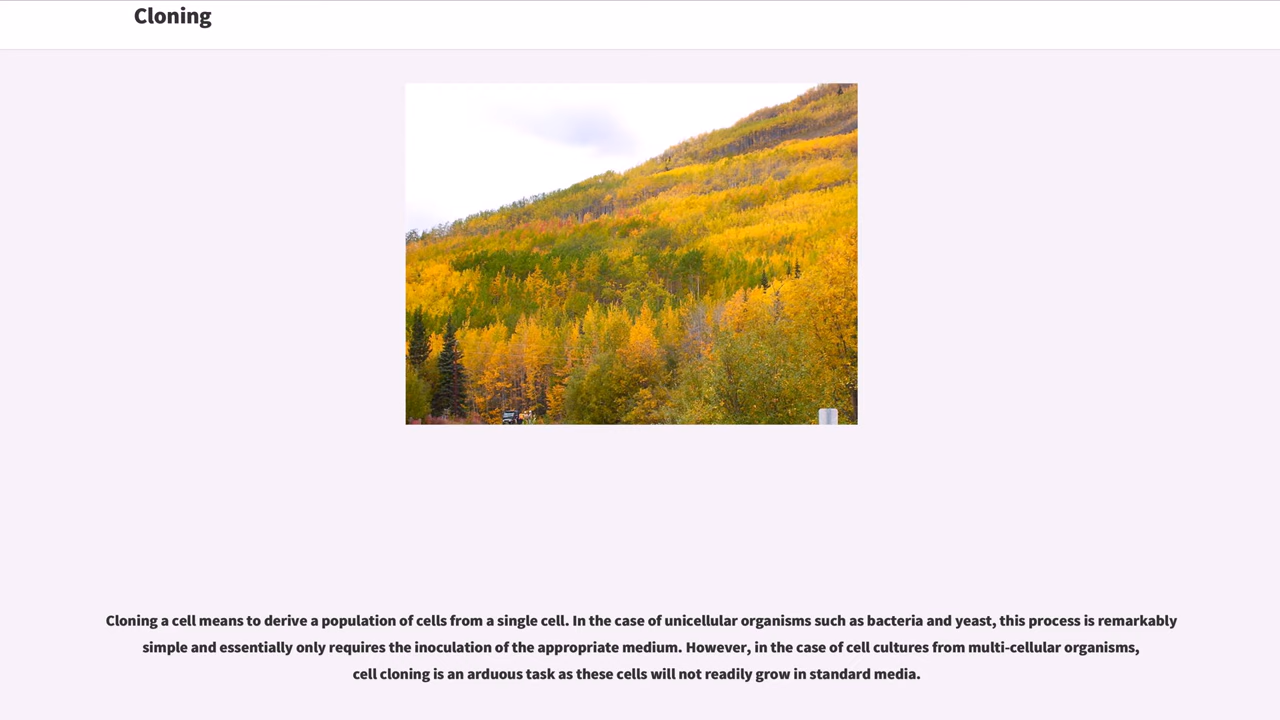 Cloning
Cloning a cell means to derive a population of cells from a single cell. In the case of unicellular organisms such as bacteria and yeast, this process is remarkably
simple and essentially only requires the inoculation of the appropriate medium. However, in the case of cell cultures from multi-cellular organisms,
cell cloning is an arduous task as these cells will not readily grow in standard media.